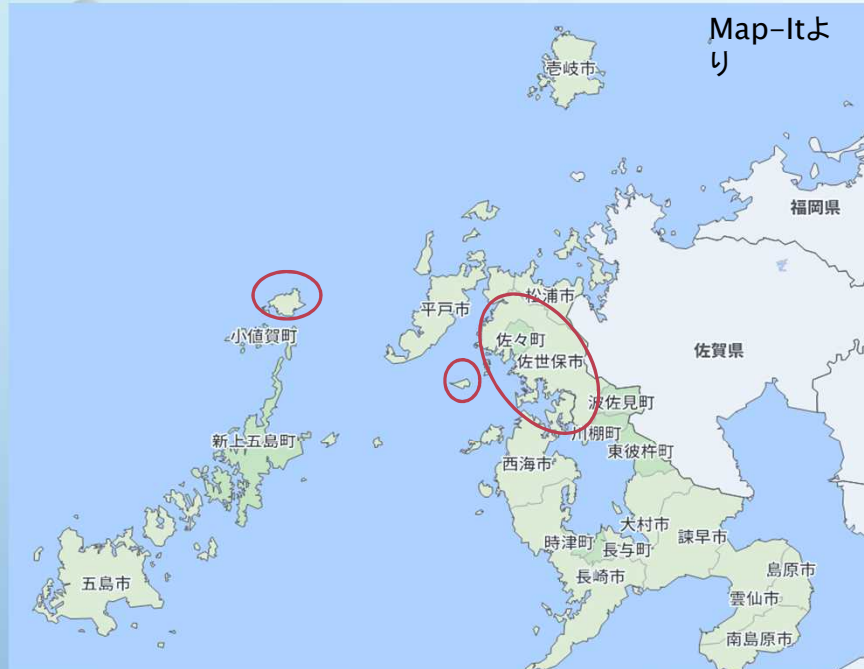 Map-Itよ
り
壱岐市
福岡県
松浦市
平戸市
小値賀町
佐々町
佐世保市
佐賀県
波佐見町
川棚町
新上五島町
東彼杵町
西海市
大村市
諫早市
時津町
長与町
島原市
長崎市
五島市
雲仙市
南島原市